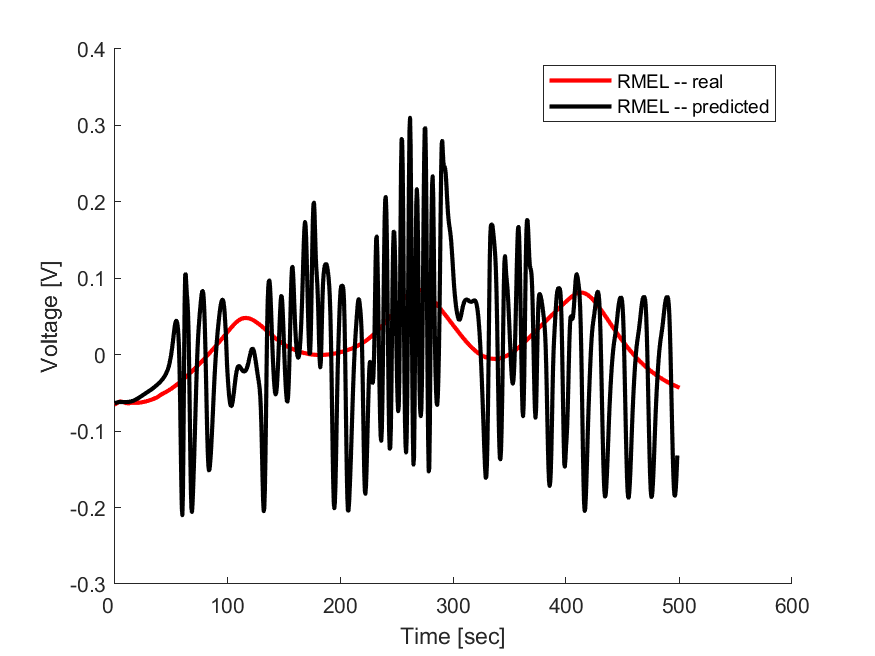 0.4
0.3
0.2
0.1
0
-0.1
-0.2
-0.3
Voltage [V]
RMEL -- real
RMEL -- predicted
0 100 200 300 400 500 600
Time [sec]